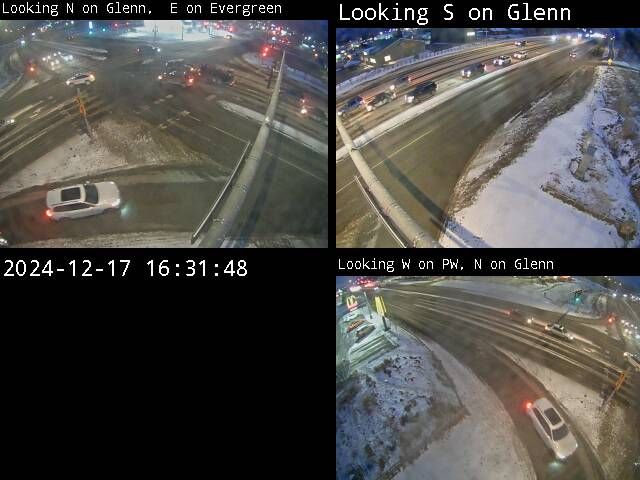 Looking N on Glenn,  E on Evergreen
Looking S on Glenn
2024-12-17 16:31:48
Looking W on PW, N on Glenn